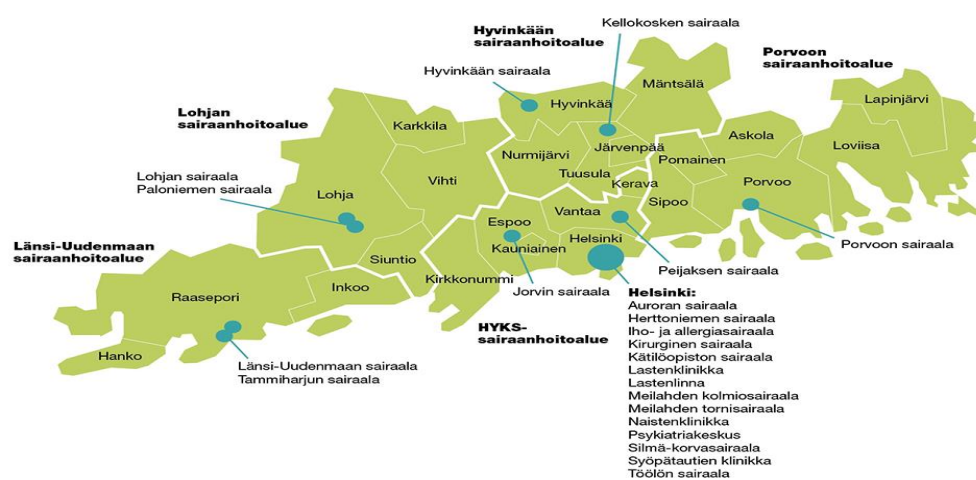 Kellokosken sairaala
Hyvinkään
sairaanhoitoalue
Porvoon
sairaanhoitoalue
Hyvinkään sairaala
Mäntsälä
Lapinjärvi
Lohjan
sairaanhoitoalue
Hyvinkää
Karkkila
Askola
Loviisa
Järvenpää
Nurmijärvi
Pornainen
Tuusula
Lohjan sairaala
Paloniemen sairaala
Vihti
Kerava
Porvoo
Lohja
Sipoo
Vantaa
Espoo
Länsi-Uudenmaan
sairaanhoitoalue
Helsinki
Kauniainen
Porvoon sairaala
Siuntio
Peijaksen sairaala
Kirkkonummi
Inkoo
Jorvin sairaala
Raasepori
HYKS-
sairaanhoitoalue
Hanko
Länsi-Uudenmaan sairaala
Tammiharjun sairaala
Helsinki:
Auroran sairaala
Herttoniemen sairaala
Iho- ja allergiasairaala
Kirurginen sairaala
Kätilöopiston sairaala
Lastenklinikka
Lastenlinna
Meilahden kolmiosairaala
Meilahden tornisairaala
Naistenklinikka
Psykiatriakeskus
Silmä-korvasairaala
Syöpätautien klinikka
Töölön sairaala